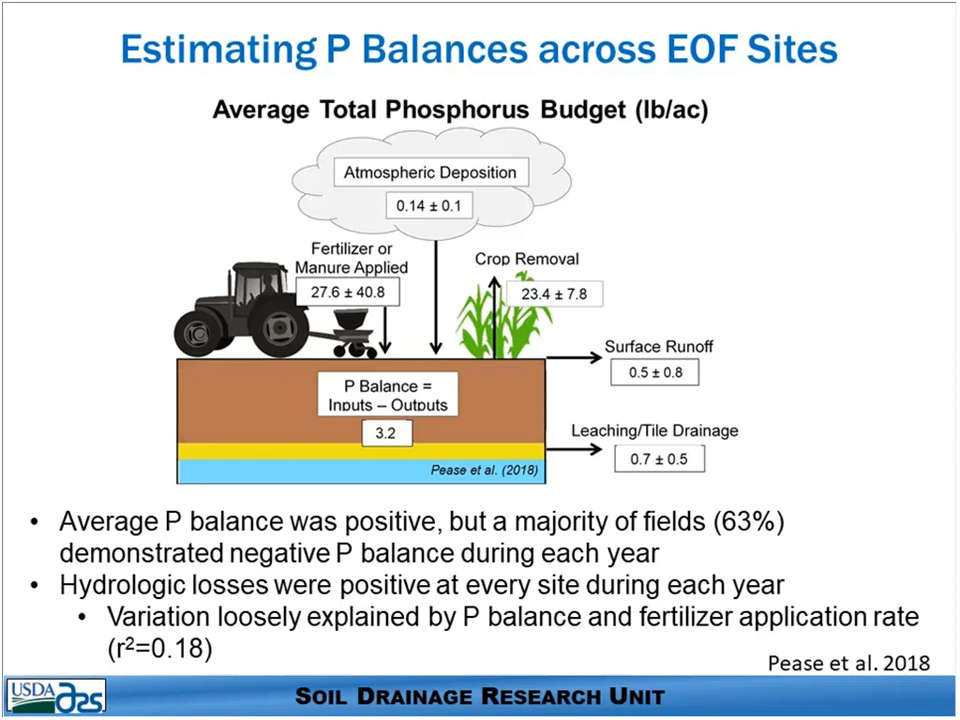 Estimating P Balances across EOF Sites
Average Total Phosphorus Budget (lb/ac)
Atmospheric Deposition
0.14 ± 0.1
Fertilizer or
Manure Applied
27.6 ± 40.8
Crop Removal
23.4 ± 7.8
Surface Runoff
0.5 ± 0.8
P Balance =
Inputs – Outputs
3.2
Leaching/Tile Drainage
0.7 ± 0.5
Pease et al. (2018)
• Average P balance was positive, but a majority of fields (63%)
demonstrated negative P balance during each year
• Hydrologic losses were positive at every site during each year
• Variation loosely explained by P balance and fertilizer application rate
(r²=0.18)
Pease et al. 2018
USDA ars
SOIL DRAINAGE RESEARCH UNIT